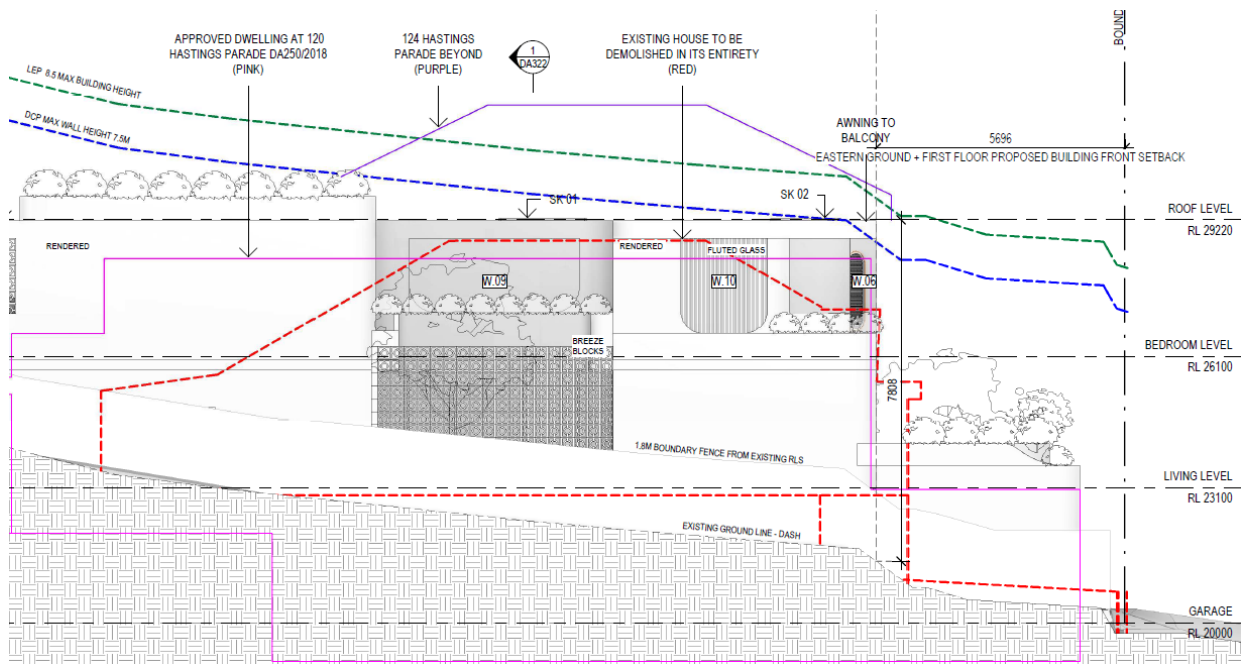 APPROVED DWELLING AT 120
HASTINGS PARADE DA250/2018
(PINK)
124 HASTINGS
PARADE BEYOND
(PURPLE)
1
DA322
EXISTING HOUSE TO BE
DEMOLISHED IN ITS ENTIRETY
(RED)
BOUND
LEP 8.5 MAX BUILDING HEIGHT
DCP MAX WALL HEIGHT 7.5M
AWNING TO
BALCONY
5696
EASTERN GROUND + FIRST FLOOR PROPOSED BUILDING FRONT SETBACK
SK 01
SK 02
ROOF LEVEL
RL 29220
RENDERED
RENDERED
FLUTED GLASS
W.09
W.10
W.06
BREEZE
BLOCKS
BEDROOM LEVEL
RL 26100
7808
1.8M BOUNDARY FENCE FROM EXISTING RLS
LIVING LEVEL
RL 23100
EXISTING GROUND LINE - DASH
GARAGE
RL 20000